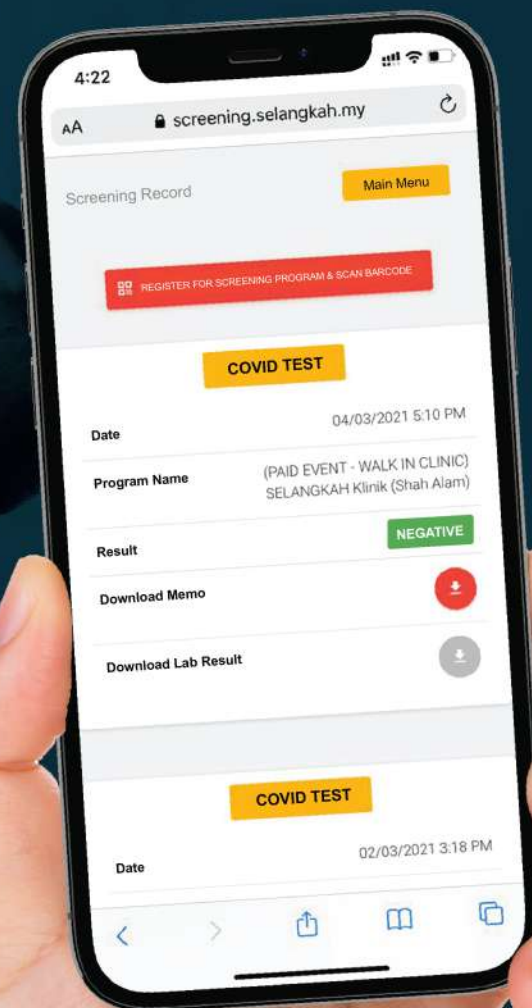 4:22
AA screening.selangkah.my
Screening Record
Main Menu
REGISTER FOR SCREENING PROGRAM & SCAN BARCODE
COVID TEST
Date 04/03/2021 5:10 PM
Program Name (PAID EVENT - WALK IN CLINIC)
SELANGKAH Klinik (Shah Alam)
Result NEGATIVE
Download Memo
Download Lab Result
COVID TEST
Date 02/03/2021 3:18 PM